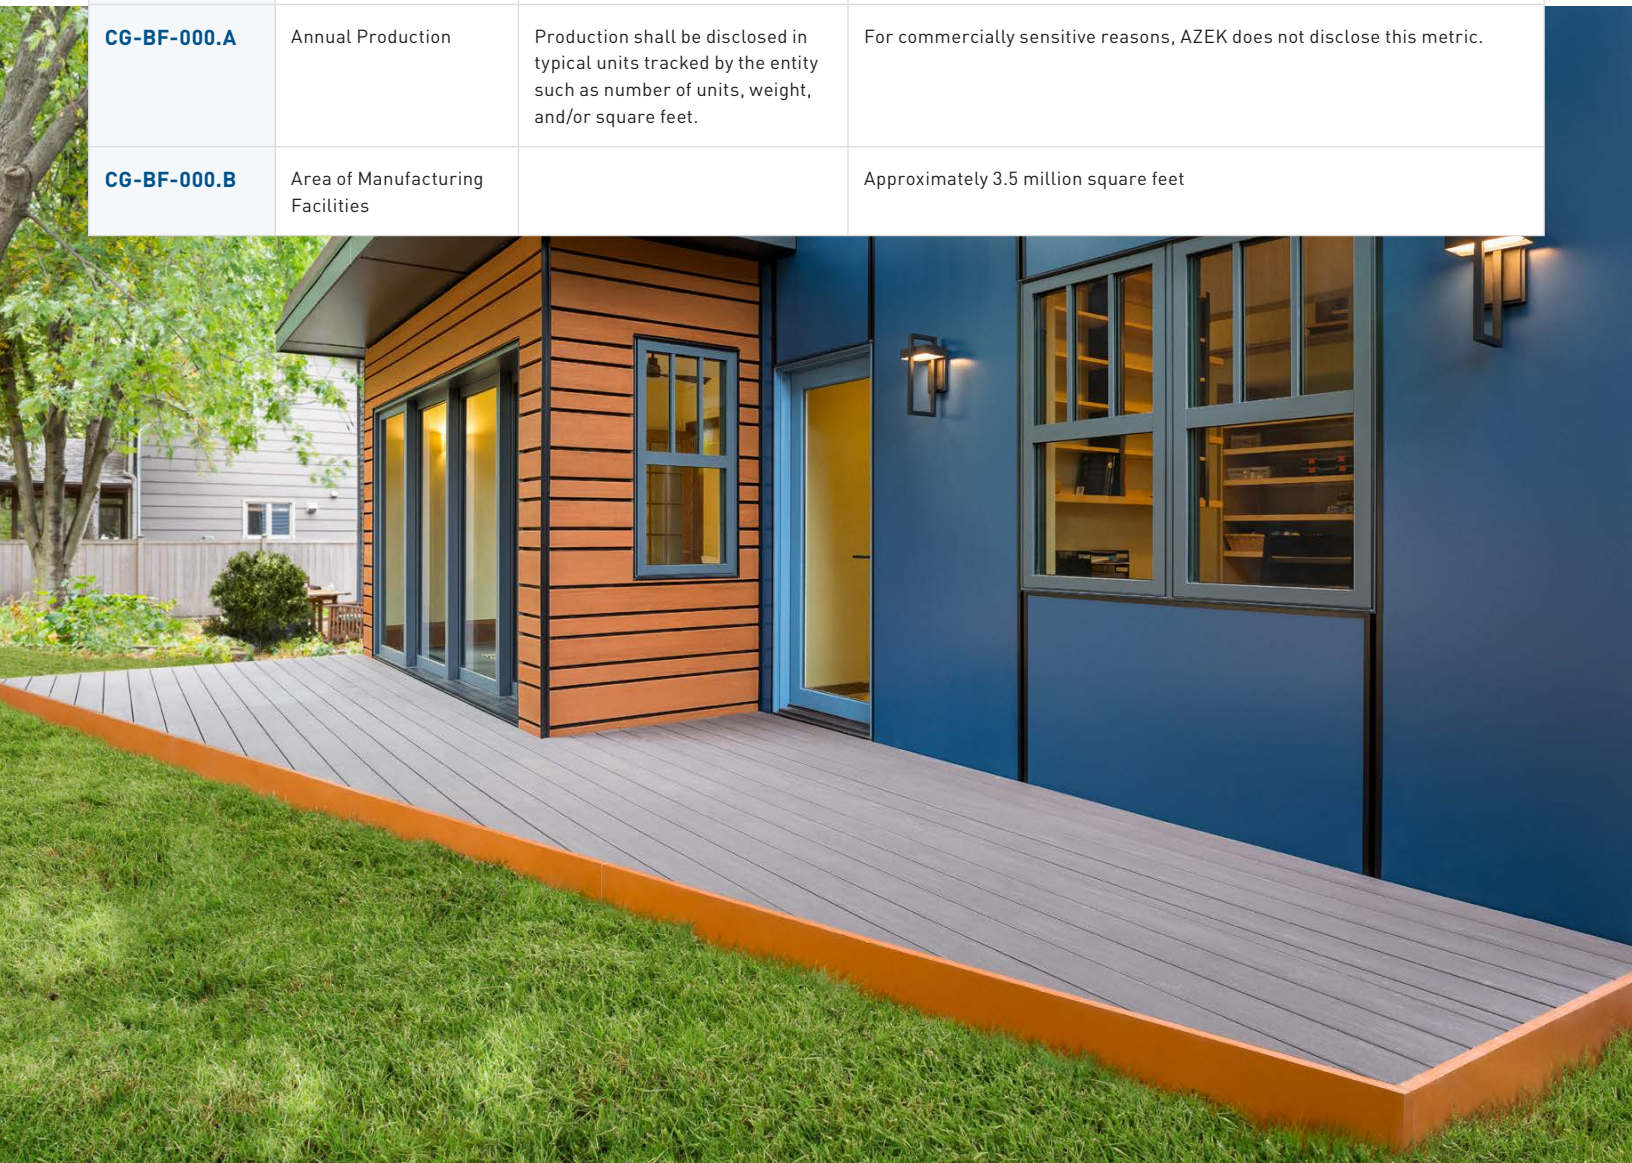 CG-BF-000.A
Annual Production
Production shall be disclosed in
typical units tracked by the entity
such as number of units, weight,
and/or square feet.
For commercially sensitive reasons, AZEK does not disclose this metric.
CG-BF-000.B
Area of Manufacturing
Facilities
Approximately 3.5 million square feet